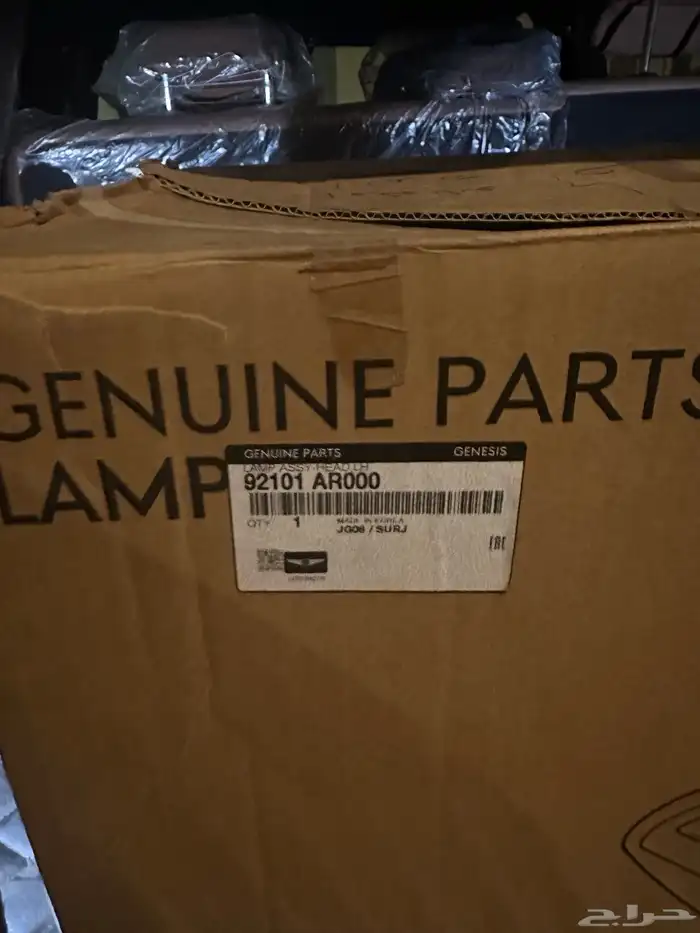 GENUINE PARTS
LAMP
GENUINE PARTS GENESIS
LAMP ASSY-HEAD,LH
92101 AR000
QTY 1 MADE IN KOREA
JG06 / SURJ
EAC
حراج